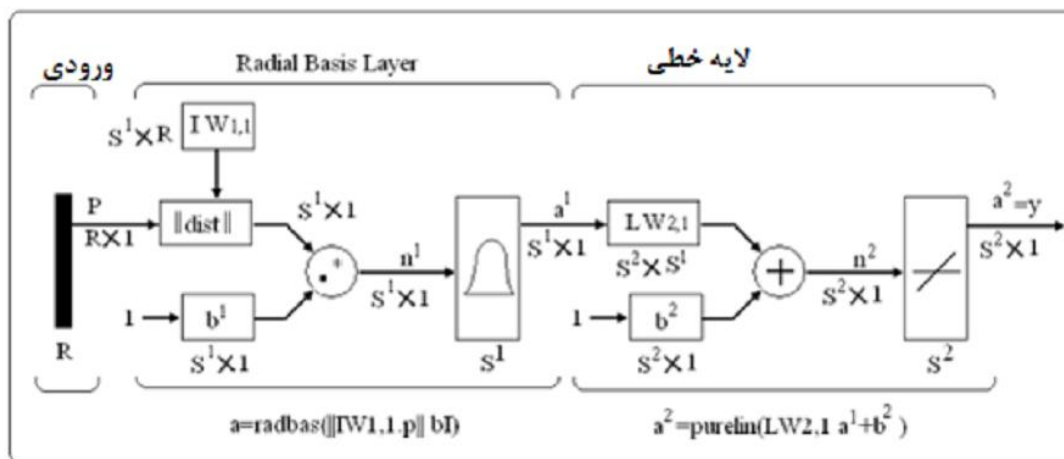 ورودی
Radial Basis Layer
لایه خطی
S¹×R
IW1,1
P
R×1
||dist||
S¹×1
a¹
S¹×1
LW2,1
S²×S¹
a²=y
S²×1
.*
n¹
S¹×1
+
n²
S²×1
1
b¹
S¹×1
1
b²
S²×1
R
S¹
S²
a=radbas(||IW1,1.p|| bI)
a²=purelin(LW2,1 a¹+b² )